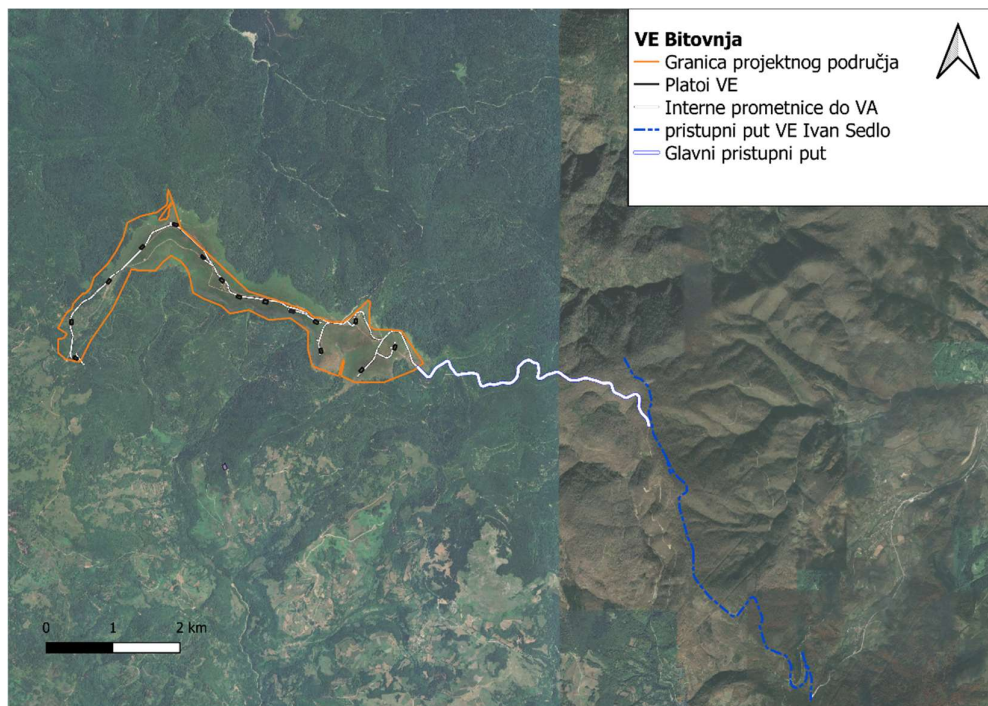 VE Bitovnja
Granica projektnog područja
Platoi VE
Interne prometnice do VA
pristupni put VE Ivan Sedlo
Glavni pristupni put
0 1 2 km